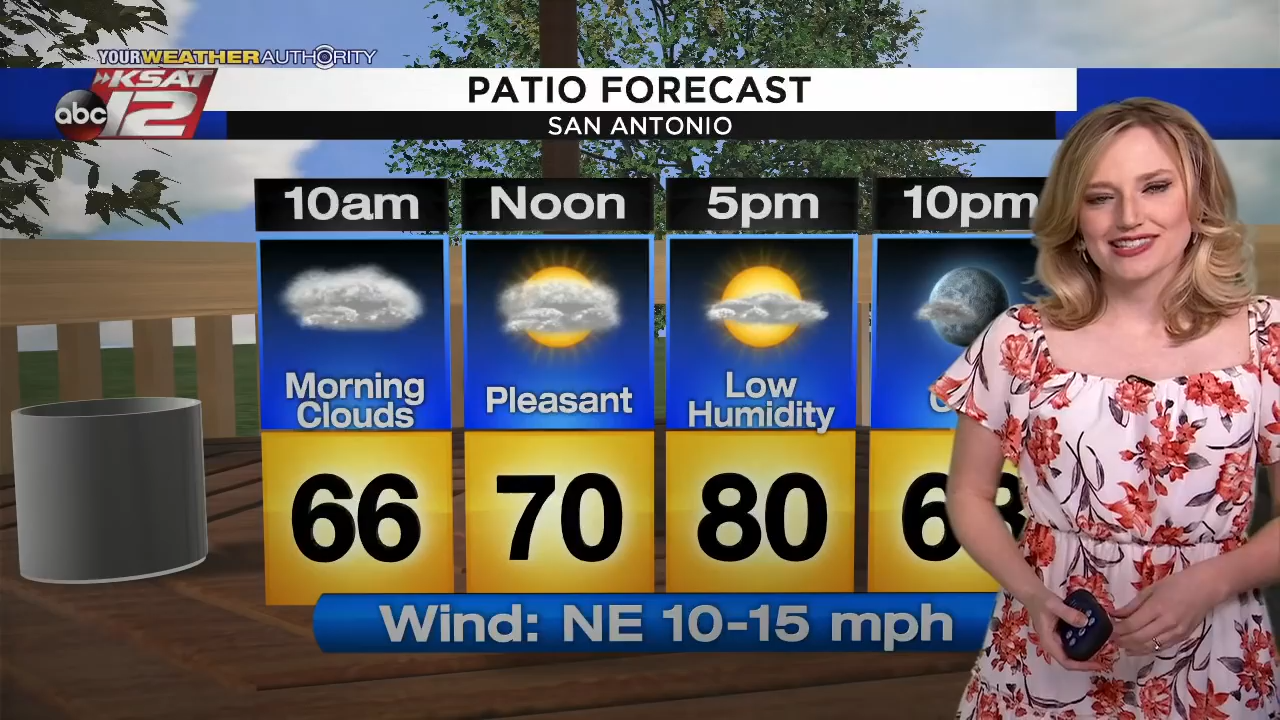 YOUR WEATHER AUTHORITY
KSAT
abc 12
PATIO FORECAST
SAN ANTONIO
10am Noon 5pm 10pm
Morning Clouds
Pleasant
Low Humidity
66 70 80
Wind: NE 10-15 mph